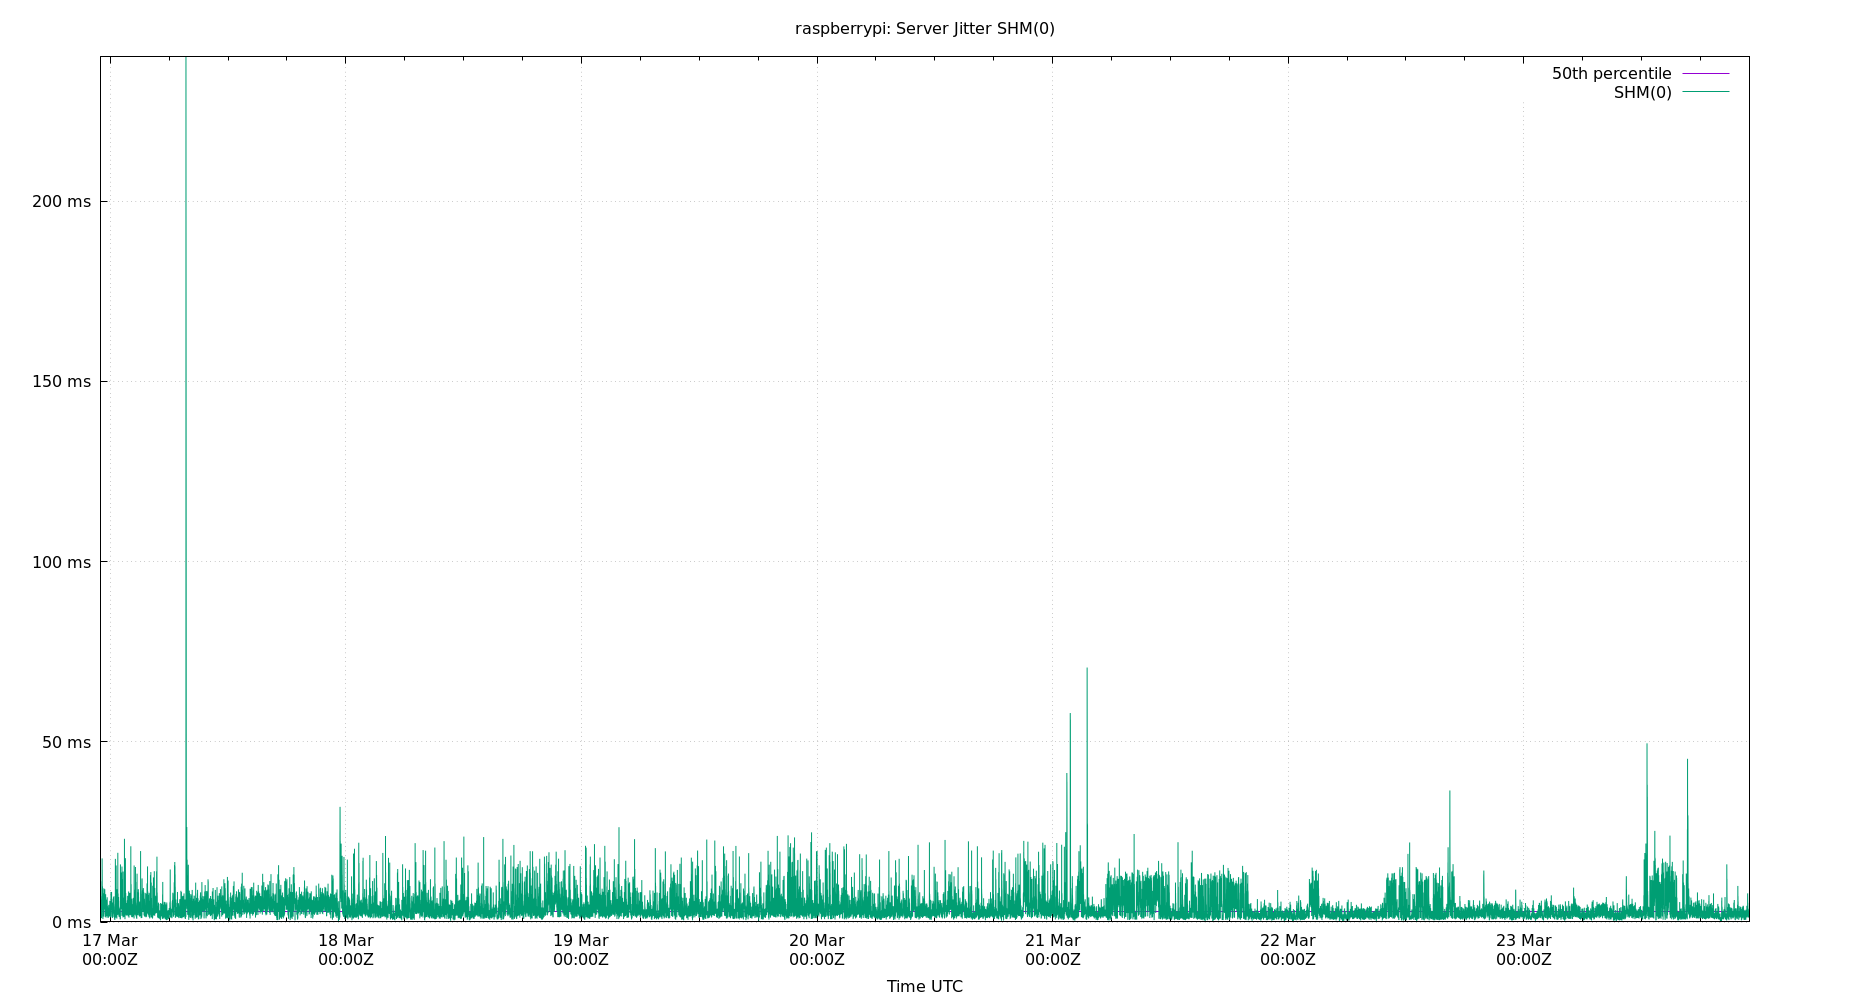 raspberrypi: Server Jitter SHM(0)
50th percentile
SHM(0)
200 ms
150 ms
100 ms
50 ms
0 ms
17 Mar
00:00Z
18 Mar
00:00Z
19 Mar
00:00Z
20 Mar
00:00Z
21 Mar
00:00Z
22 Mar
00:00Z
23 Mar
00:00Z
Time UTC